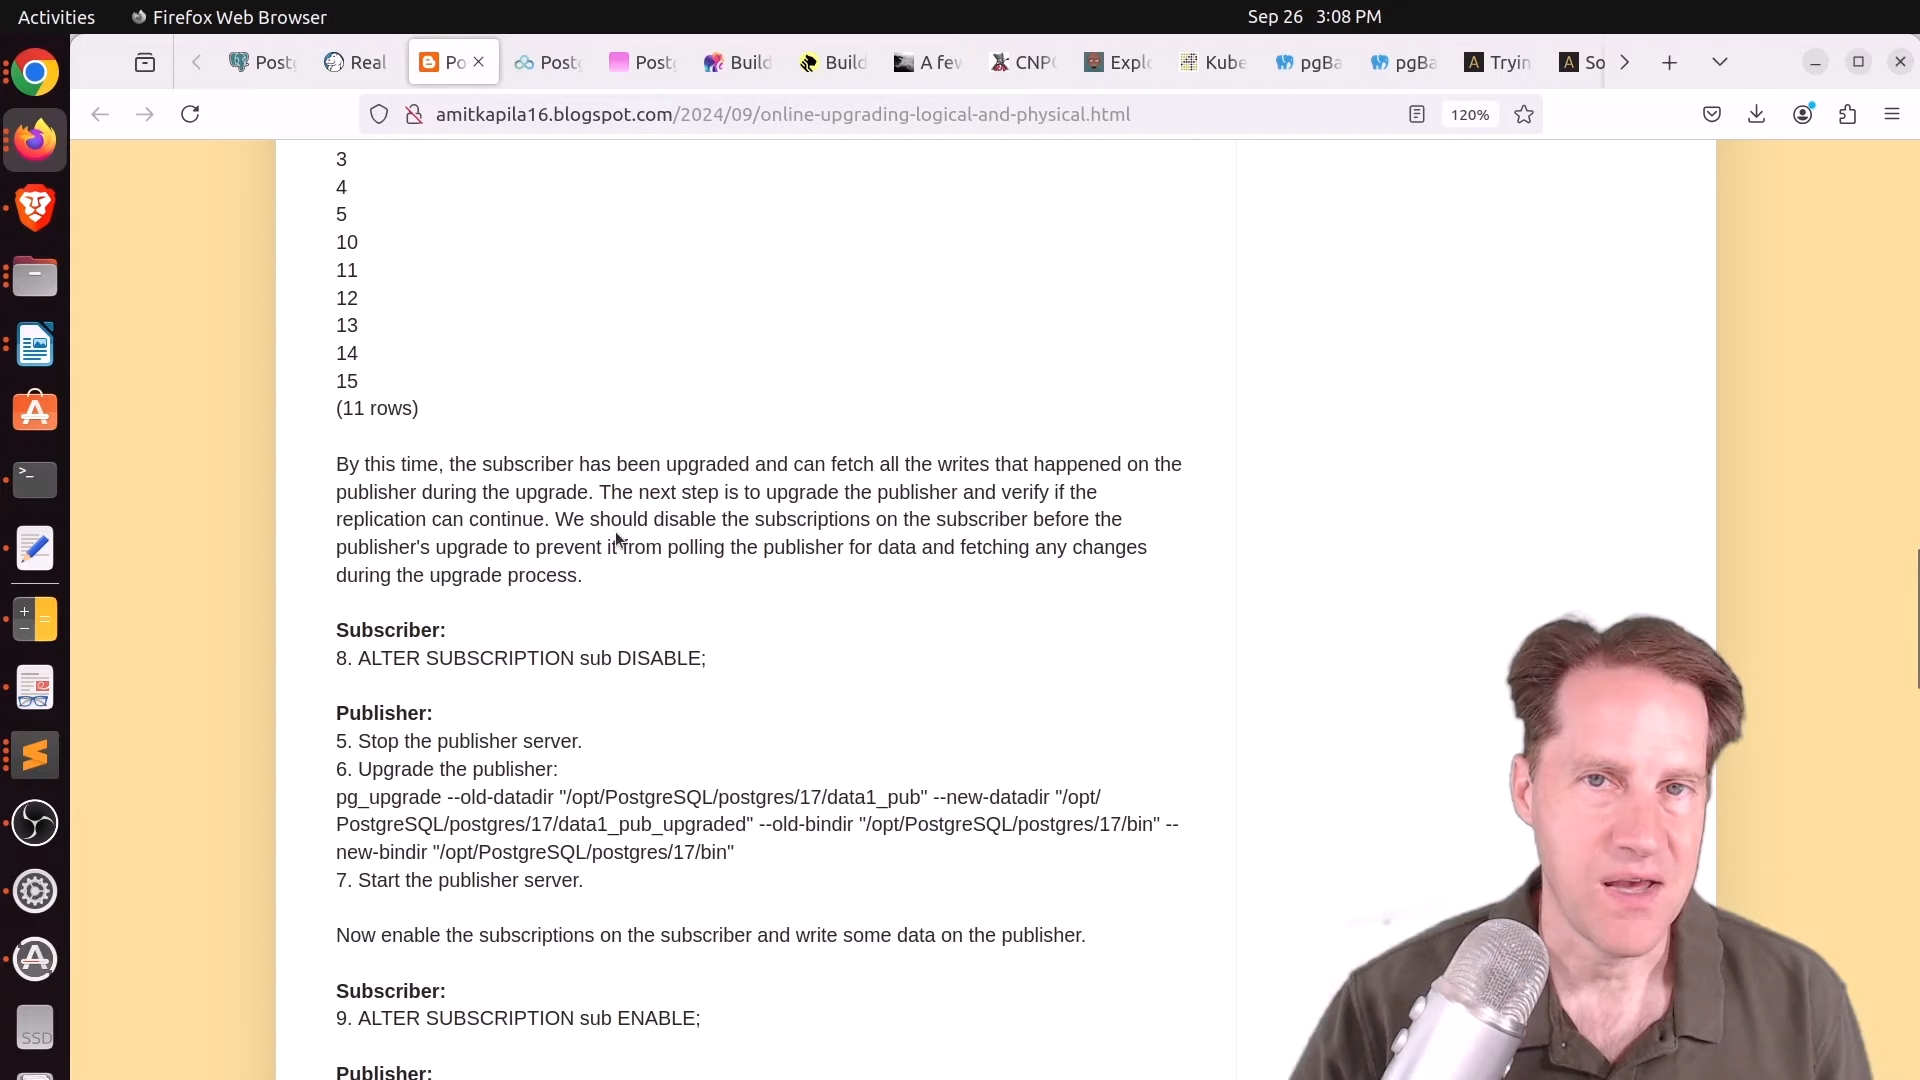 Activities
Firefox Web Browser
Sep 26 3:08 PM
Postg
Real
Po
Postg
Postg
Build
Build
A few
CNPG
Explo
Kube
pgBa
pgBa
Tryin
So
amitkapila16.blogspot.com/2024/09/online-upgrading-logical-and-physical.html
120%
3
4
5
10
11
12
13
14
15
(11 rows)
By this time, the subscriber has been upgraded and can fetch all the writes that happened on the
publisher during the upgrade. The next step is to upgrade the publisher and verify if the
replication can continue. We should disable the subscriptions on the subscriber before the
publisher's upgrade to prevent it from polling the publisher for data and fetching any changes
during the upgrade process.
Subscriber:
8. ALTER SUBSCRIPTION sub DISABLE;
Publisher:
5. Stop the publisher server.
6. Upgrade the publisher:
pg_upgrade --old-datadir "/opt/PostgreSQL/postgres/17/data1_pub" --new-datadir "/opt/
PostgreSQL/postgres/17/data1_pub_upgraded" --old-bindir "/opt/PostgreSQL/postgres/17/bin" --
new-bindir "/opt/PostgreSQL/postgres/17/bin"
7. Start the publisher server.
Now enable the subscriptions on the subscriber and write some data on the publisher.
Subscriber:
9. ALTER SUBSCRIPTION sub ENABLE;
Publisher:
SSD